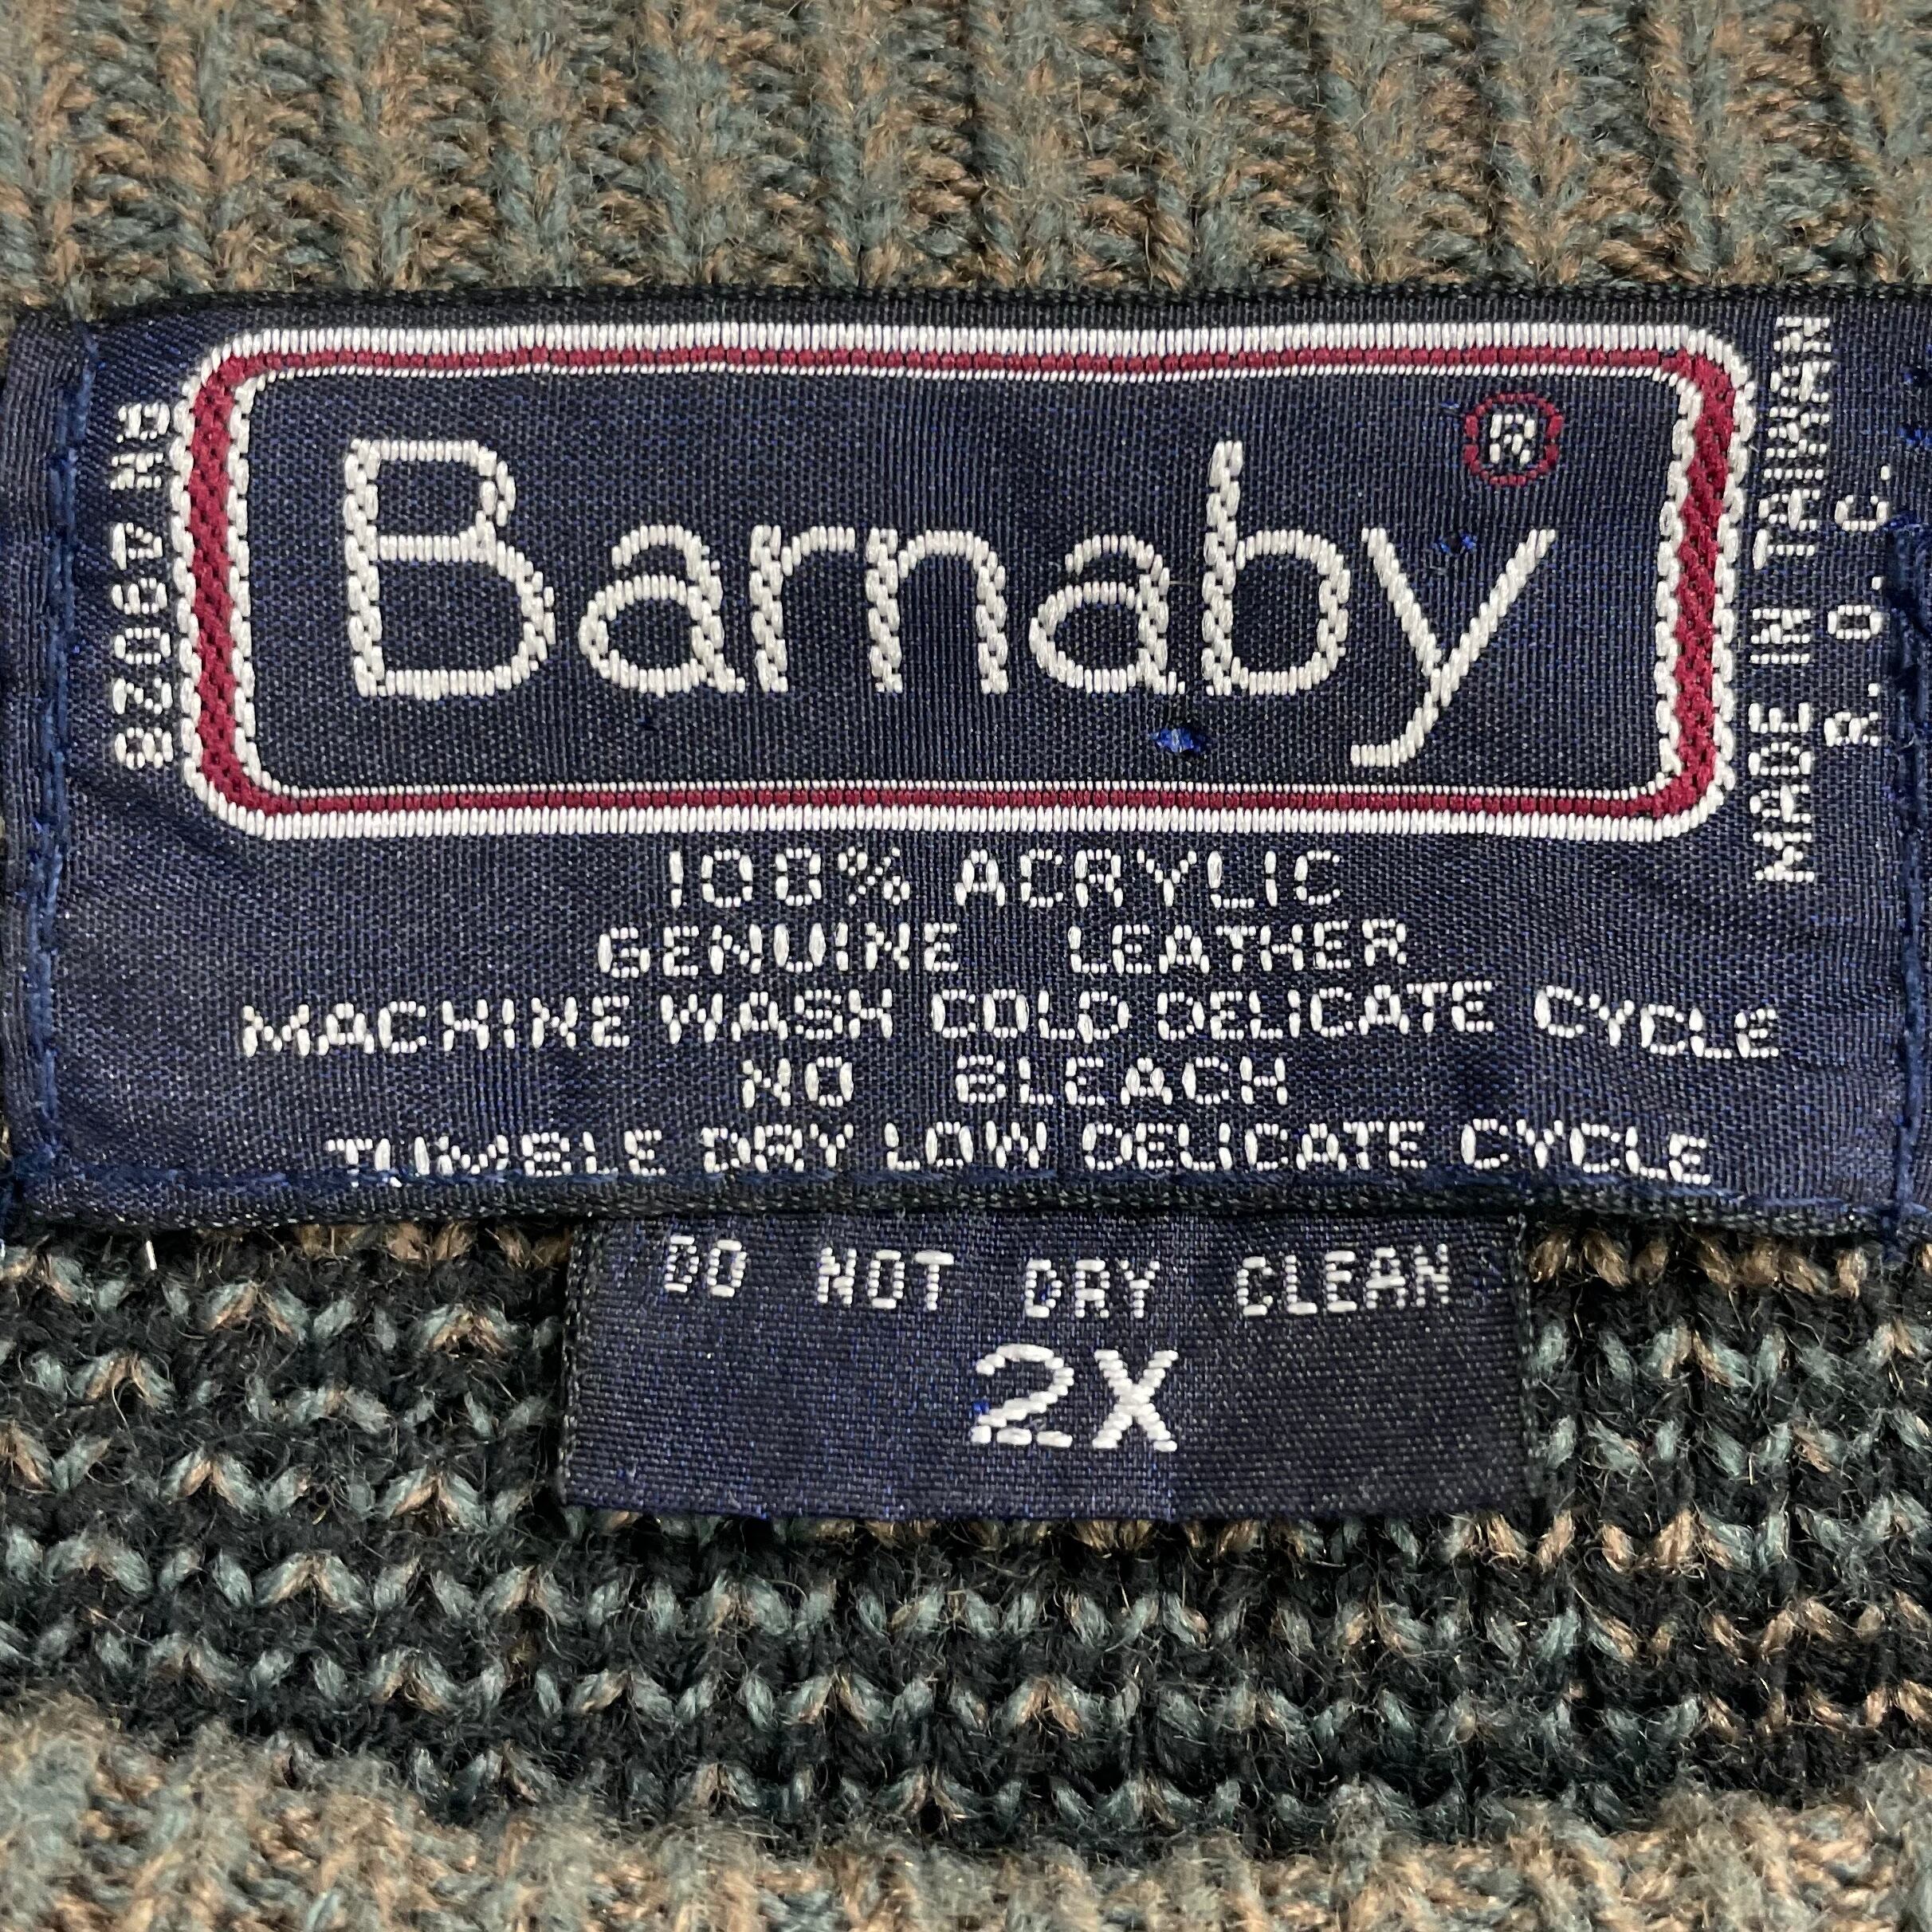 RN 49078
Barnaby®
MADE IN TAIWAN
R. O. C.
100% ACRYLIC
GENUINE LEATHER
MACHINE WASH COLD DELICATE CYCLE
NO BLEACH
TUMBLE DRY LOW DELICATE CYCLE
DO NOT DRY CLEAN
2X